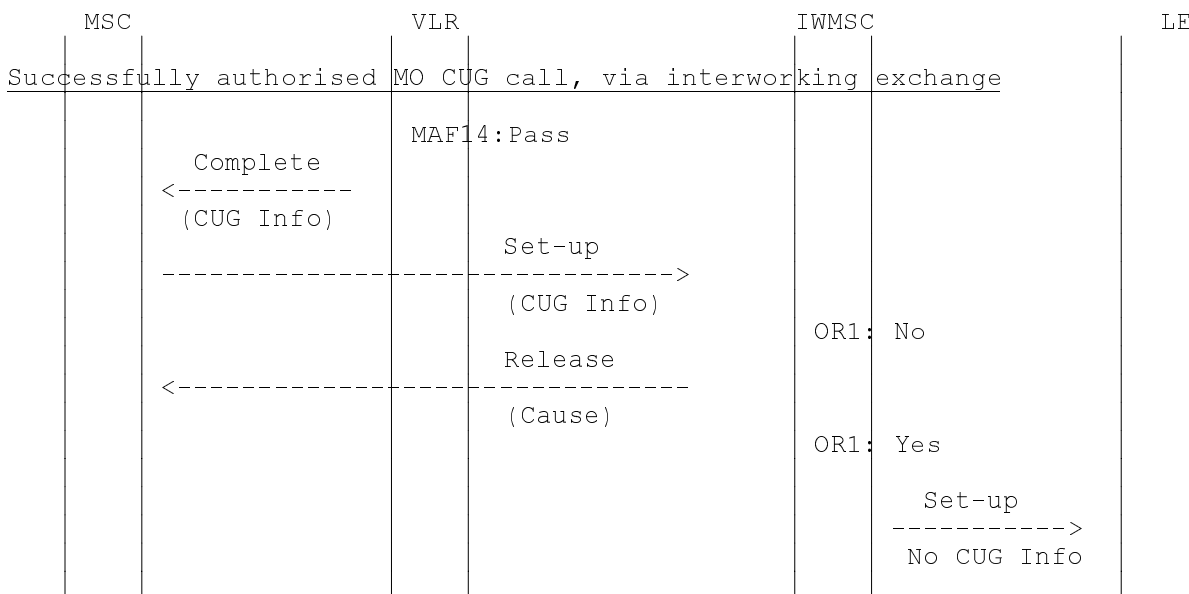 MSC VLR IWMSC LE
Successfully authorised MO CUG call, via interworking exchange
MAF14:Pass
Complete
(CUG Info)
Set-up
(CUG Info)
OR1: No
Release
(Cause)
OR1: Yes
Set-up
No CUG Info